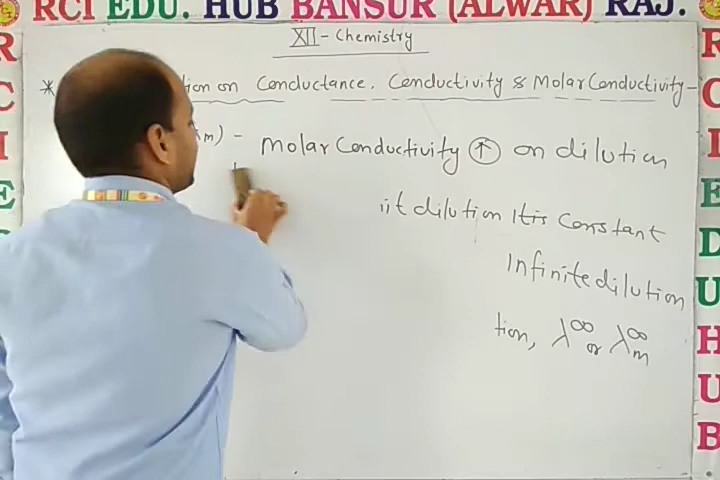 RCI EDU. HUB BANSUR (ALWAR) RAJ.
XII - Chemistry
* tion on Conductance, Conductivity & Molar Conductivity -
m) - Molar Conductivity ↑ on dilution
it dilution It is Constant
Infinite dilution
tion, λ∞ or λ∞m
R C I E D U H U B
R C I E